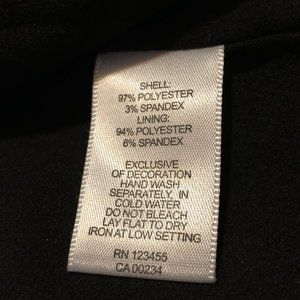 SHELL:
97% POLYESTER
3% SPANDEX
LINING:
94% POLYESTER
6% SPANDEX
EXCLUSIVE
OF DECORATION
HAND WASH
SEPARATELY, IN
COLD WATER
DO NOT BLEACH
LAY FLAT TO DRY
IRON AT LOW SETTING
RN 123455
CA 00234